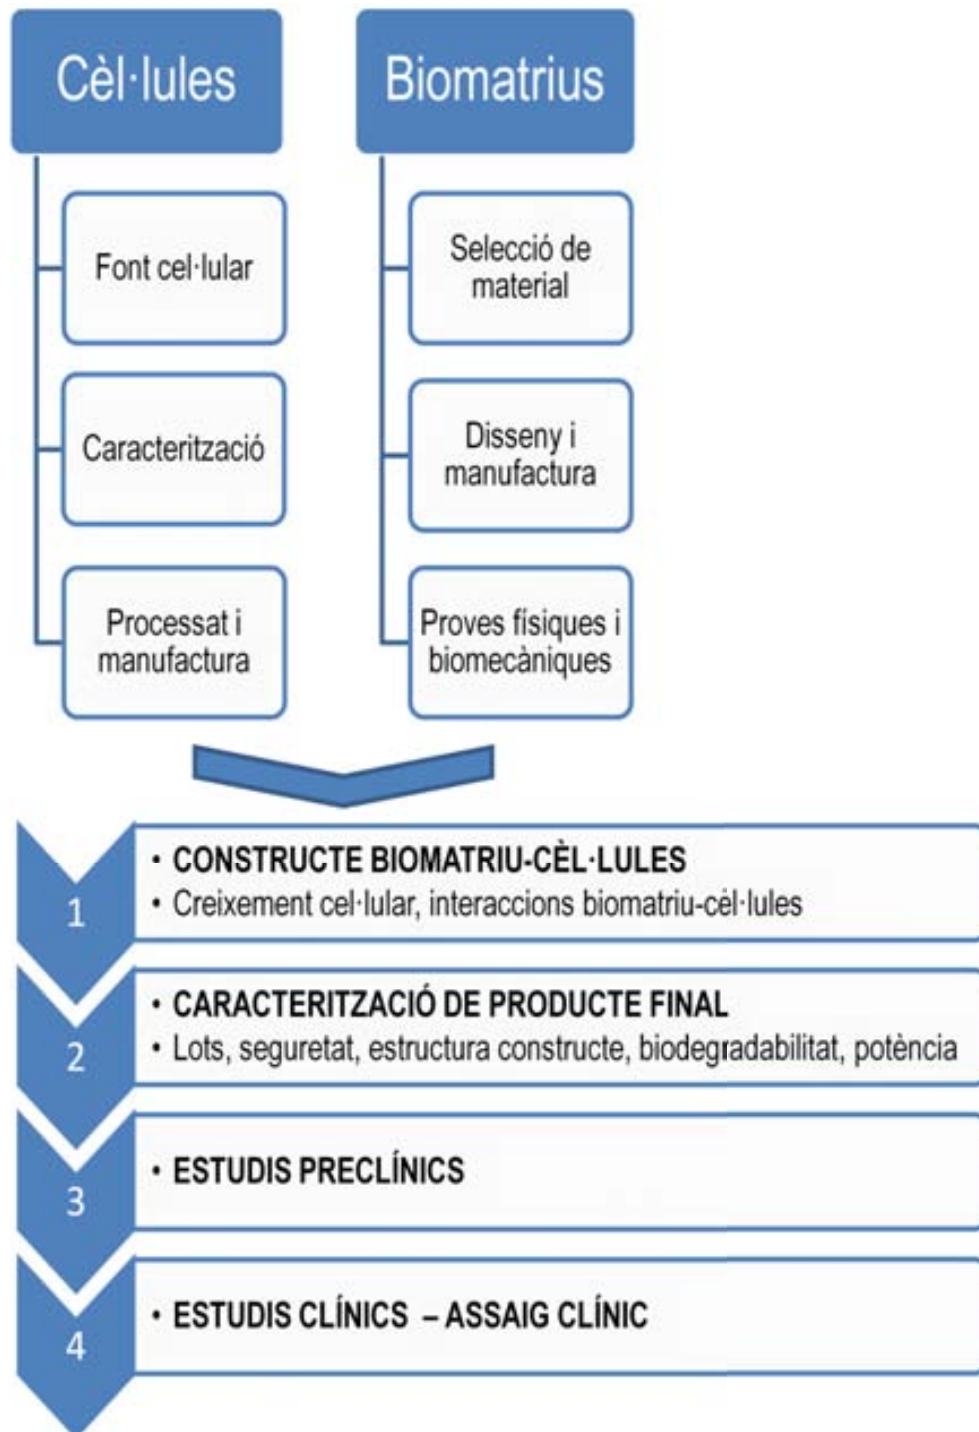 Cèl·lules
Font cel·lular
Caracterització
Processat i
manufactura
Biomatrius
Selecció de
material
Disseny i
manufactura
Proves físiques i
biomecàniques
1
• CONSTRUCTE BIOMATRIU-CÈL·LULES
• Creixement cel·lular, interaccions biomatriu-cèl·lules
2
• CARACTERITZACIÓ DE PRODUCTE FINAL
• Lots, seguretat, estructura constructe, biodegradabilitat, potència
3
• ESTUDIS PRECLÍNICS
4
• ESTUDIS CLÍNICS – ASSAIG CLÍNIC